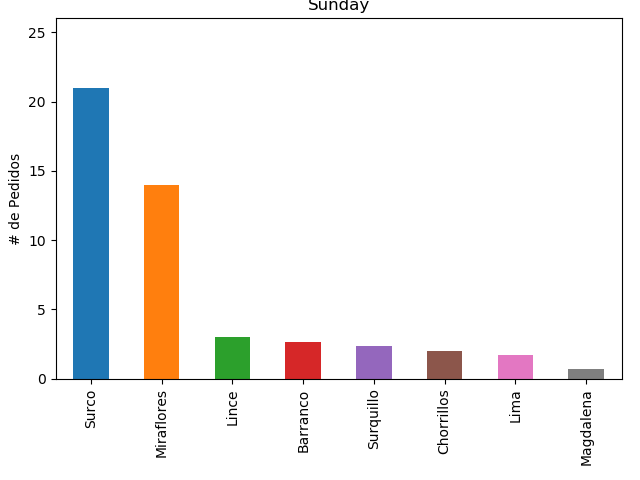 Sunday
# de Pedidos
25
20
15
10
5
0
Surco
Miraflores
Lince
Barranco
Surquillo
Chorrillos
Lima
Magdalena